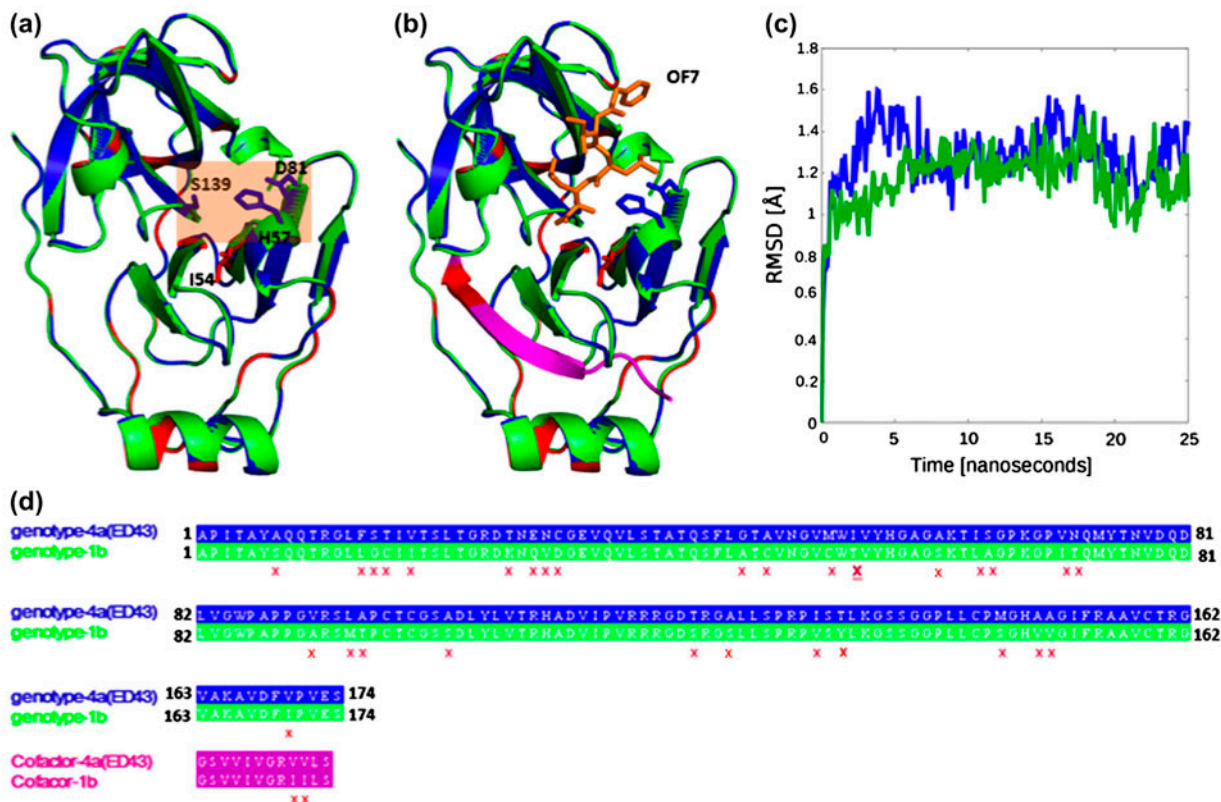 (a)
S139
D81
H57
I54
(b)
OF7
(c)
1.8
1.6
1.4
1.2
1
0.8
0.6
0.4
0.2
0
RMSD [Å]
0 5 10 15 20 25
Time [nanoseconds]
(d)
genotype-4a(ED43) 1 APITAYAQQTRGLFSTIVTSLTGRDTNENCGEVQVLSTATQSFLGTAVNGVMWIVYHGAGAKTISGPKGPVNQMYTNVDQD 81
genotype-1b 1 APITAYSQQTRGLLGCIITSLTGRDKNQVDGEVQVLSTATQSFLATCVNGVCWTVYHGAGSKTLAGPKGPITQMYTNVDQD 81
x x x x x x x x x x x x x x x x x x
genotype-4a(ED43) 82 LVGWPAPPGVRSLAPCTCGSADLYLVTRHADVIPVRRRGDTRGALLSPRPISTLKGSSGGPLLCPMGHAAGIFRAAVCTRG 162
genotype-1b 82 LVGWPAPPGARSMTPCTCGSSDLYLVTRHADVIPVRRRGDSRGSLLSPRPVSYLKGSSGGPLLCPSGHVVGIFRAAVCTRG 162
x x x x x x x x x x x
genotype-4a(ED43) 163 VAKAVDFVPVES 174
genotype-1b 163 VAKAVDFIPVES 174
x
Cofactor-4a(ED43) GSVVIVGRVVLS
Cofacor-1b GSVVIVGRIILS
x x